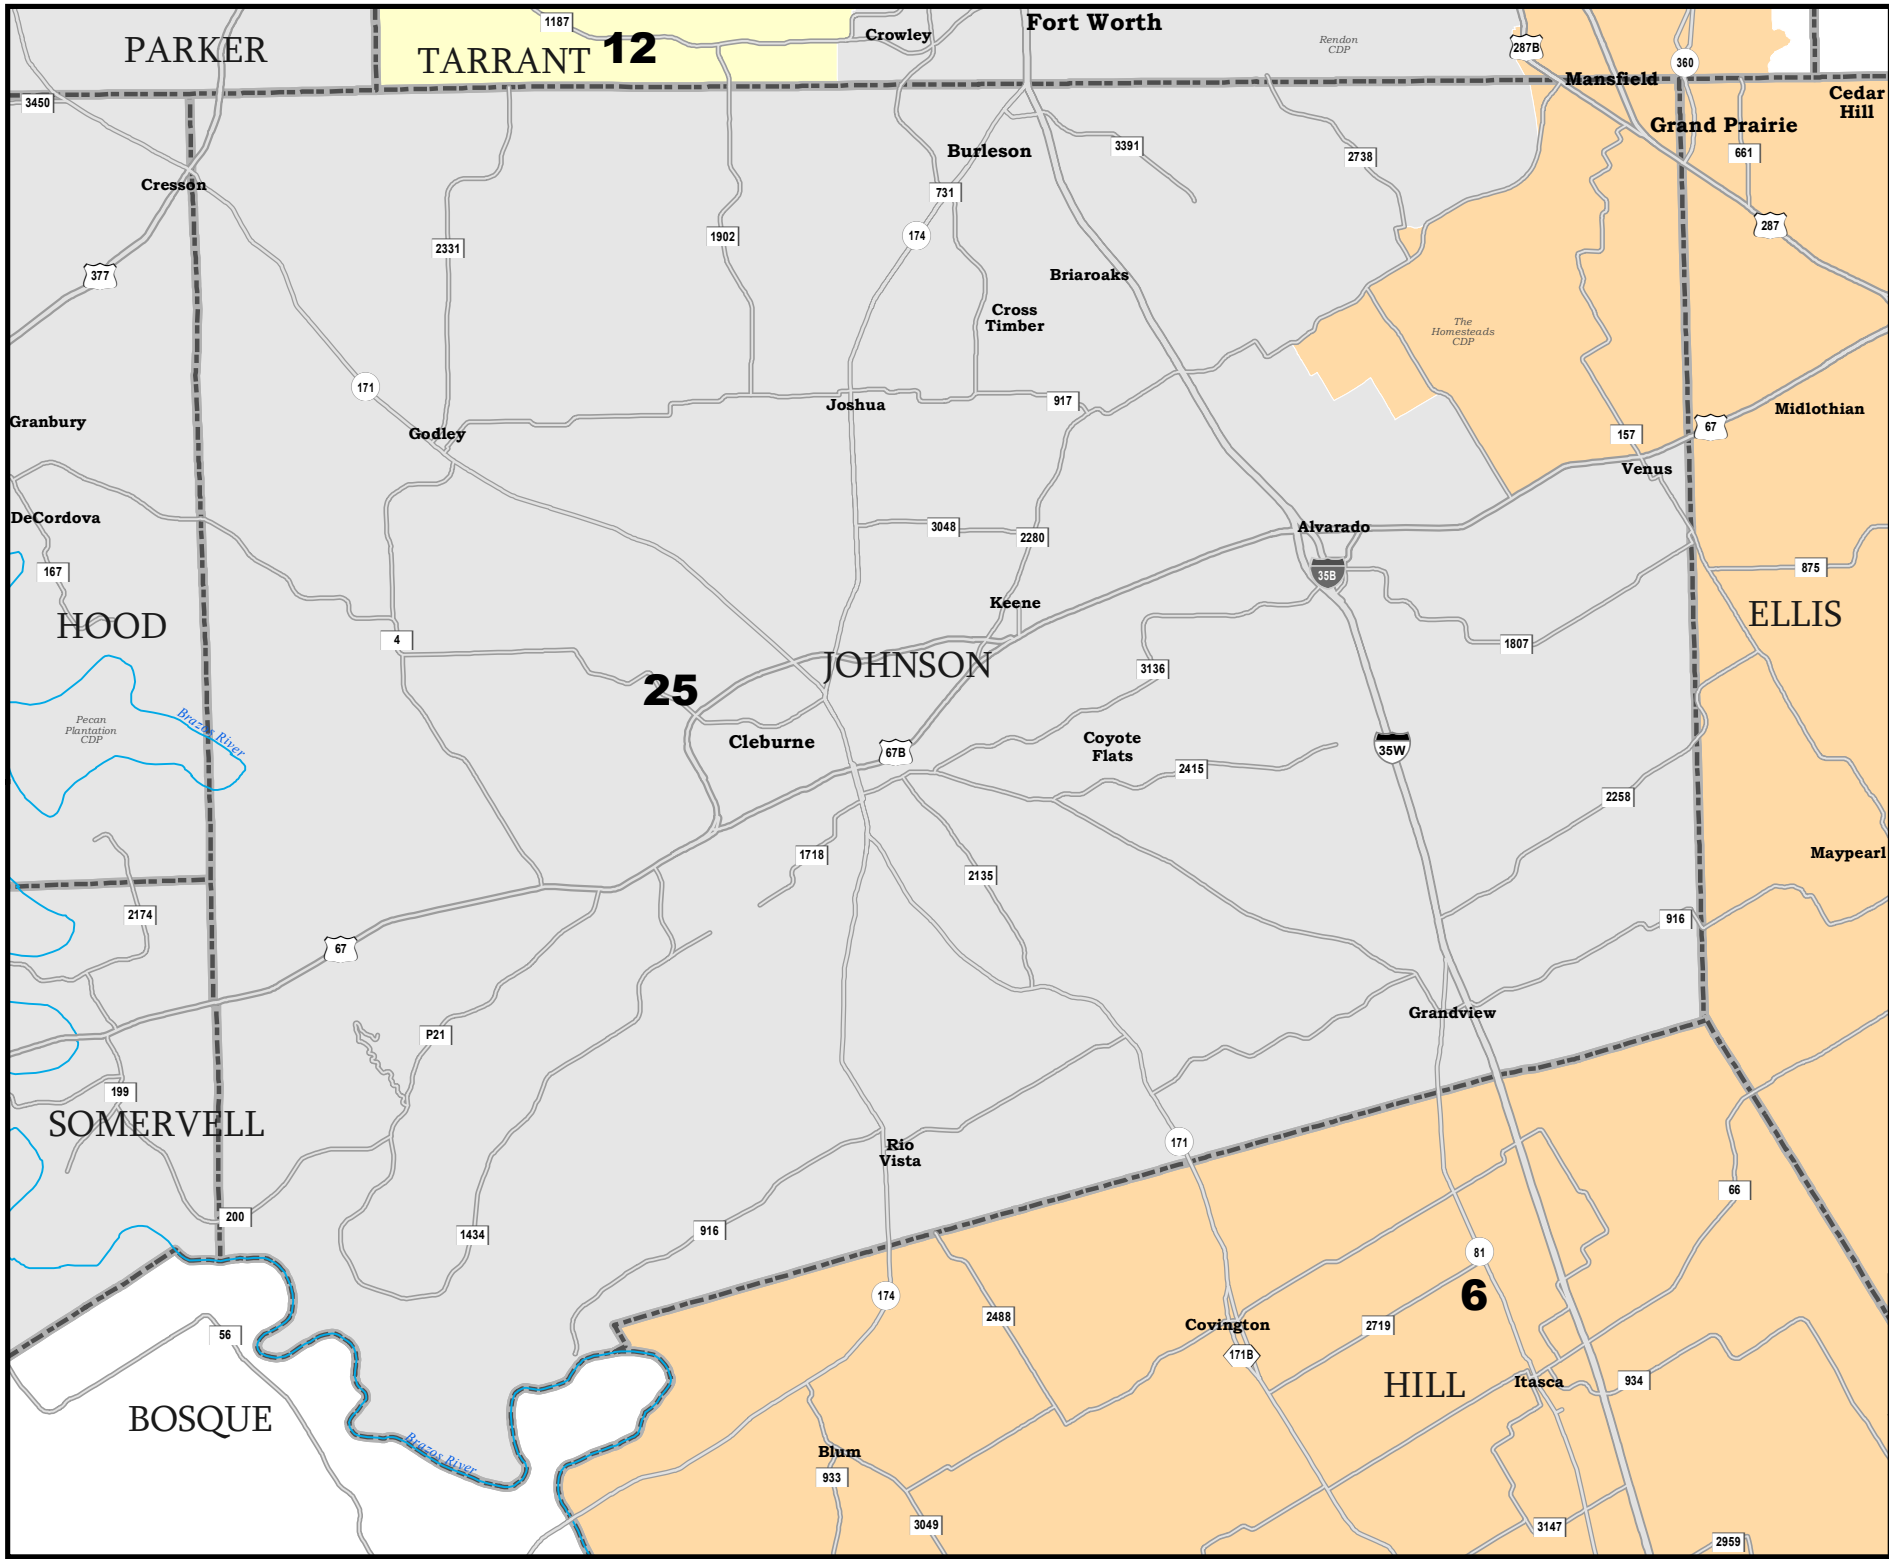 1187
Fort Worth
PARKER
TARRANT
12
Crowley
Rendon
CDP
287B
360
Mansfield
3450
Cedar
Hill
Grand Prairie
Burleson
3391
2738
661
Cresson
731
2331
1902
174
287
377
Briaroaks
Cross
Timber
The
Homesteads
CDP
171
Joshua
917
Midlothian
Granbury
Godley
157
67
Venus
DeCordova
3048
2280
Alvarado
167
35B
875
Keene
HOOD
ELLIS
4
JOHNSON
1807
3136
25
Pecan
Plantation
CDP
Brazos River
Cleburne
67B
Coyote
Flats
35W
2415
2258
1718
Maypearl
2135
2174
916
67
Grandview
P21
199
SOMERVELL
Rio
Vista
171
66
200
1434
916
81
174
6
2488
Covington
2719
56
171B
HILL
Itasca
934
BOSQUE
Brazos River
Blum
933
3049
3147
2959